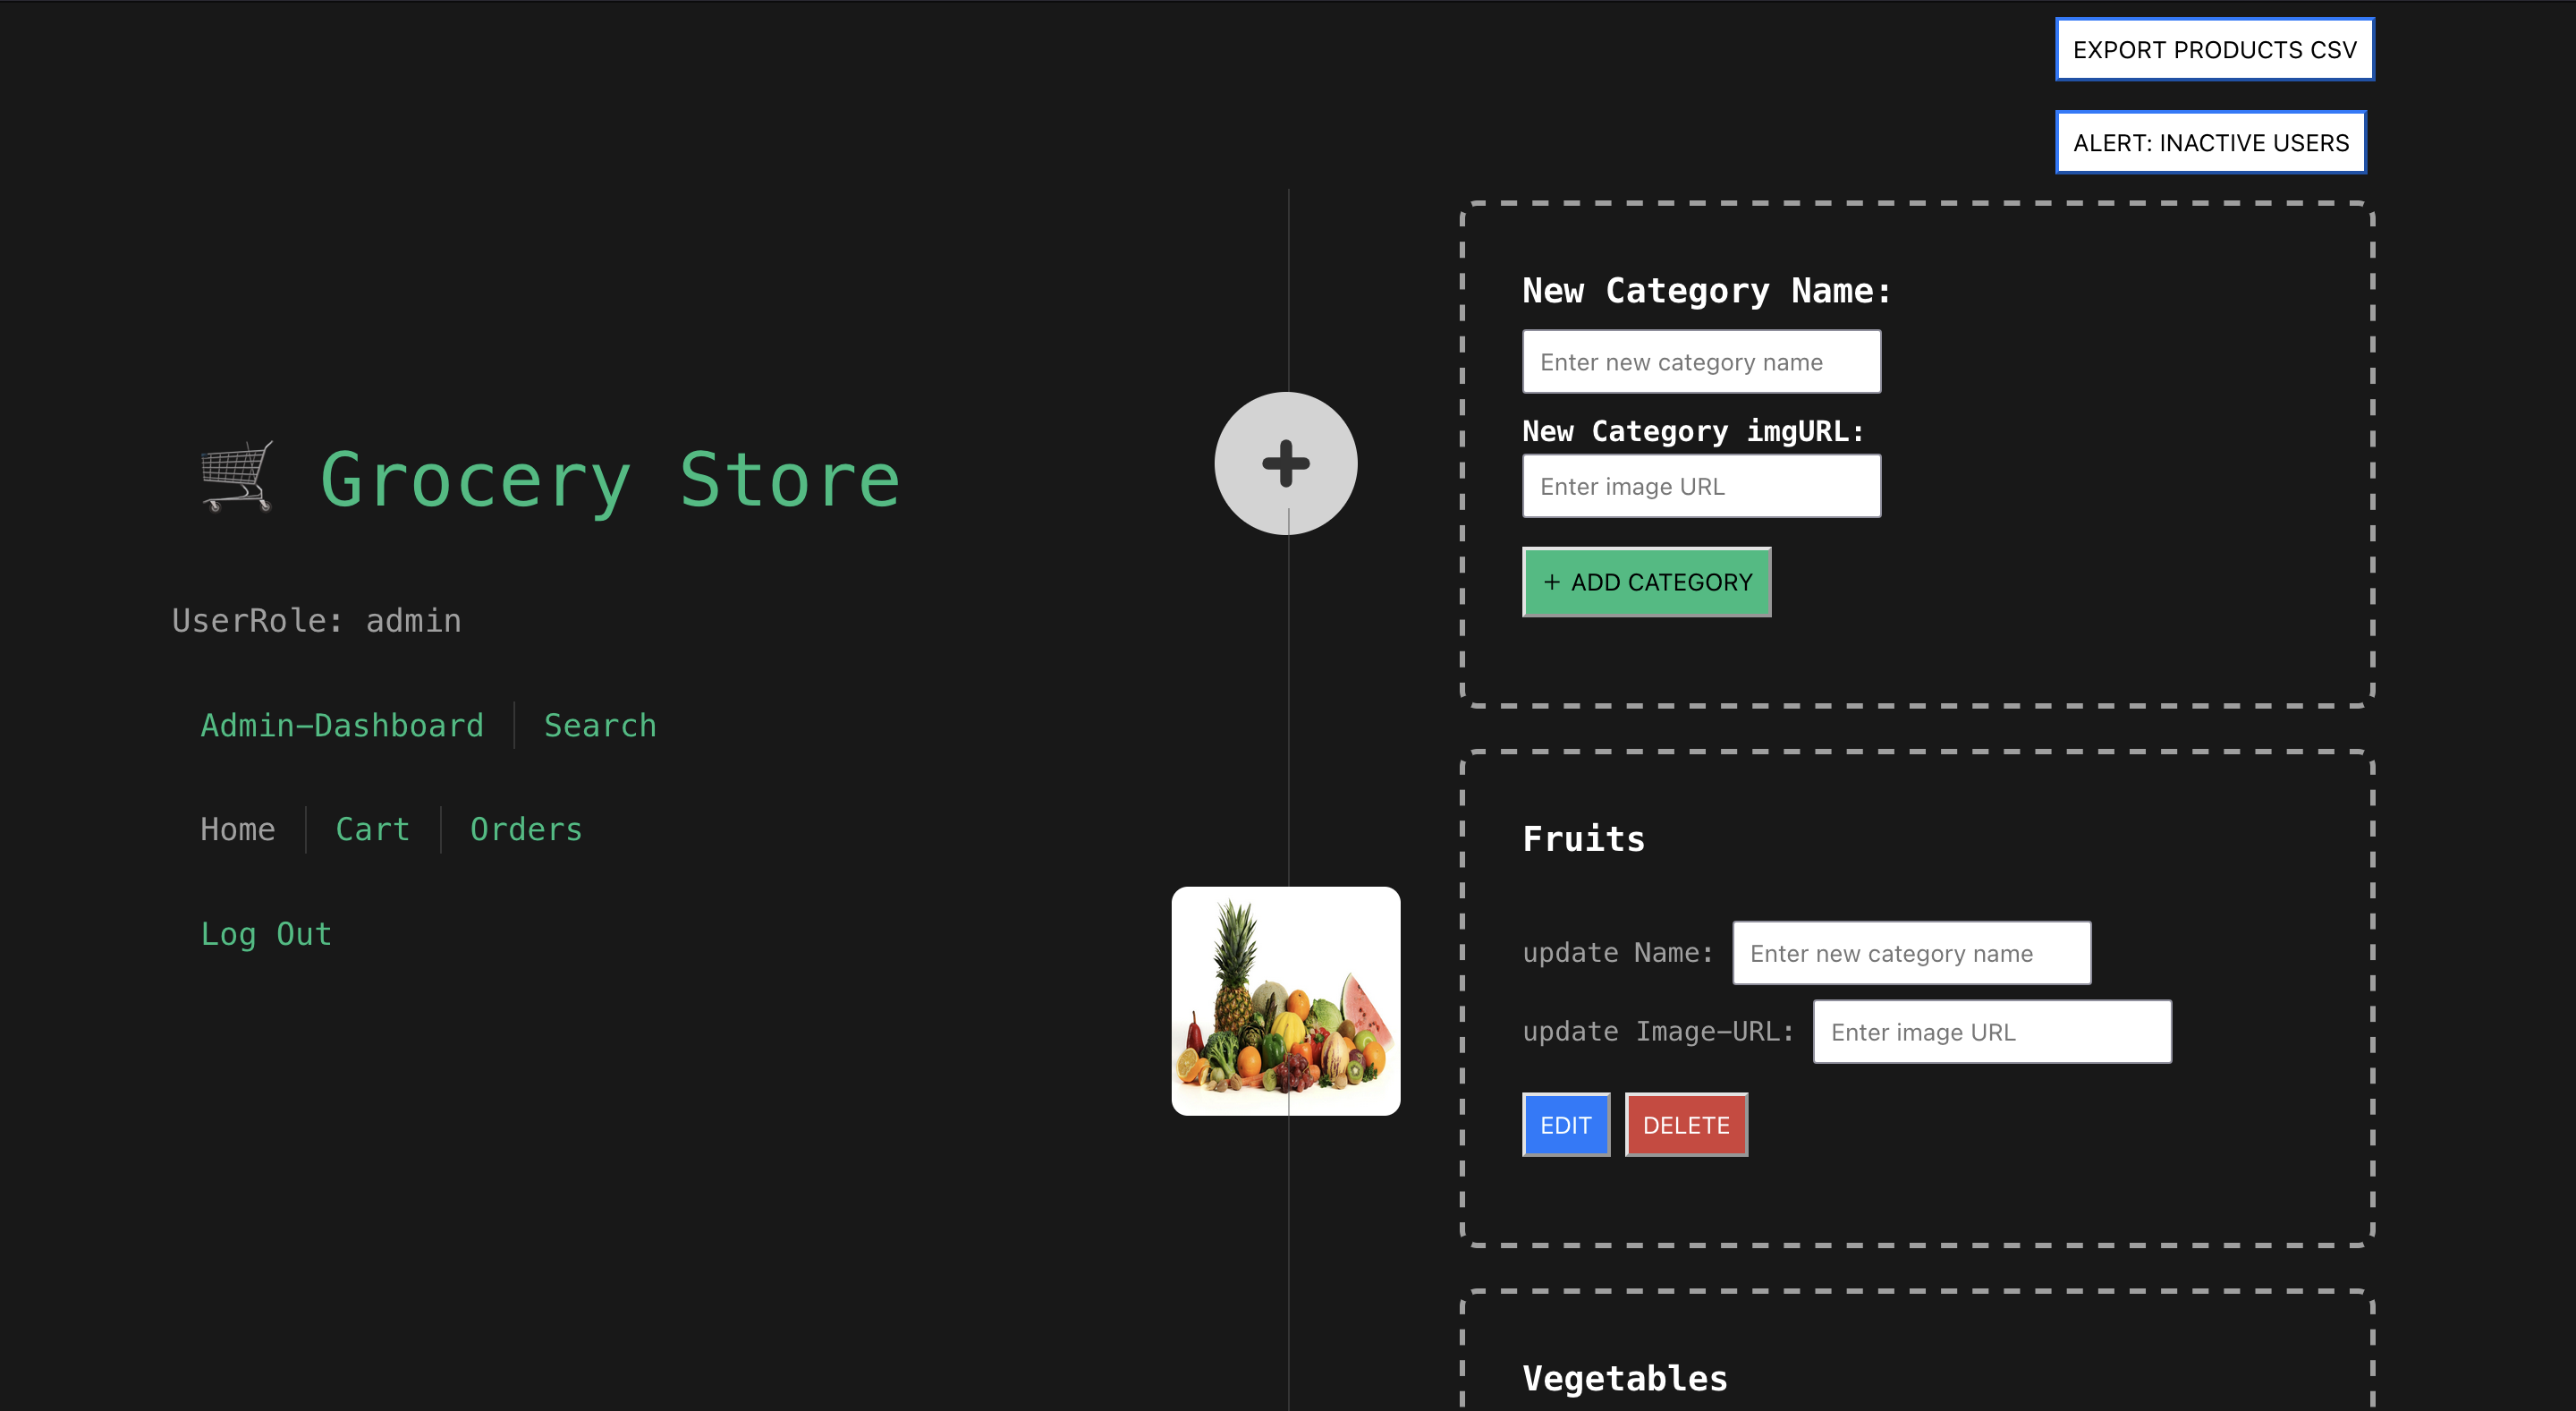 EXPORT PRODUCTS CSV
ALERT: INACTIVE USERS
Grocery Store
UserRole: admin
Admin-Dashboard
Search
Home
Cart
Orders
Log Out
New Category Name:
Enter new category name
New Category imgURL:
Enter image URL
+ ADD CATEGORY
Fruits
update Name: Enter new category name
update Image-URL: Enter image URL
EDIT
DELETE
Vegetables